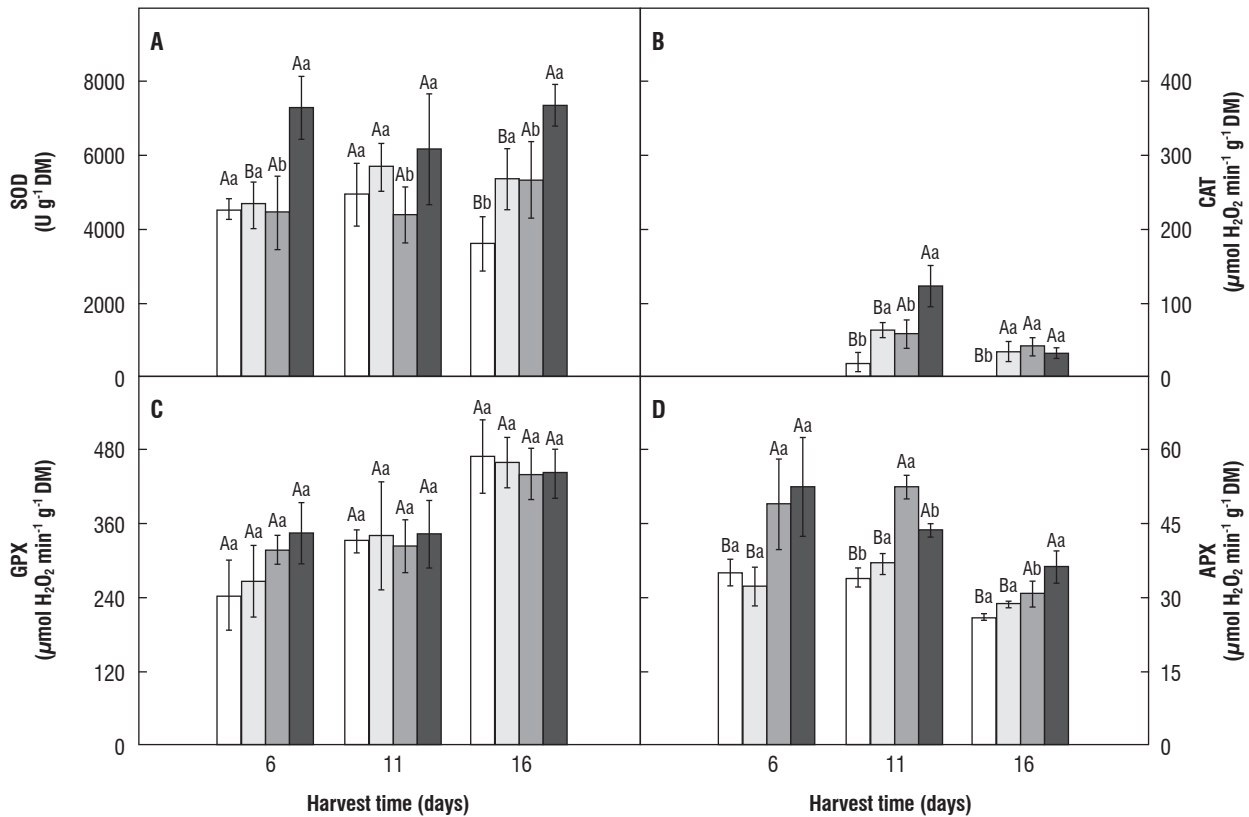 A
B
SOD
(U g⁻¹ DM)
8000
6000
4000
2000
0
Aa
Ba
Ab
Aa
Aa
Aa
Ab
Aa
Bb
Ba
Ab
Aa
CAT
(µmol H₂O₂ min⁻¹ g⁻¹ DM)
400
300
200
100
0
Bb
Ba
Ab
Aa
Bb
Aa
Aa
Aa
C
D
GPX
(µmol H₂O₂ min⁻¹ g⁻¹ DM)
480
360
240
120
0
Aa
Aa
Aa
Aa
Aa
Aa
Aa
Aa
Aa
Aa
Aa
Aa
APX
(µmol H₂O₂ min⁻¹ g⁻¹ DM)
60
45
30
15
0
Ba
Ba
Aa
Aa
Bb
Ba
Aa
Ab
Ba
Ba
Ab
Aa
6 11 16
6 11 16
Harvest time (days)
Harvest time (days)